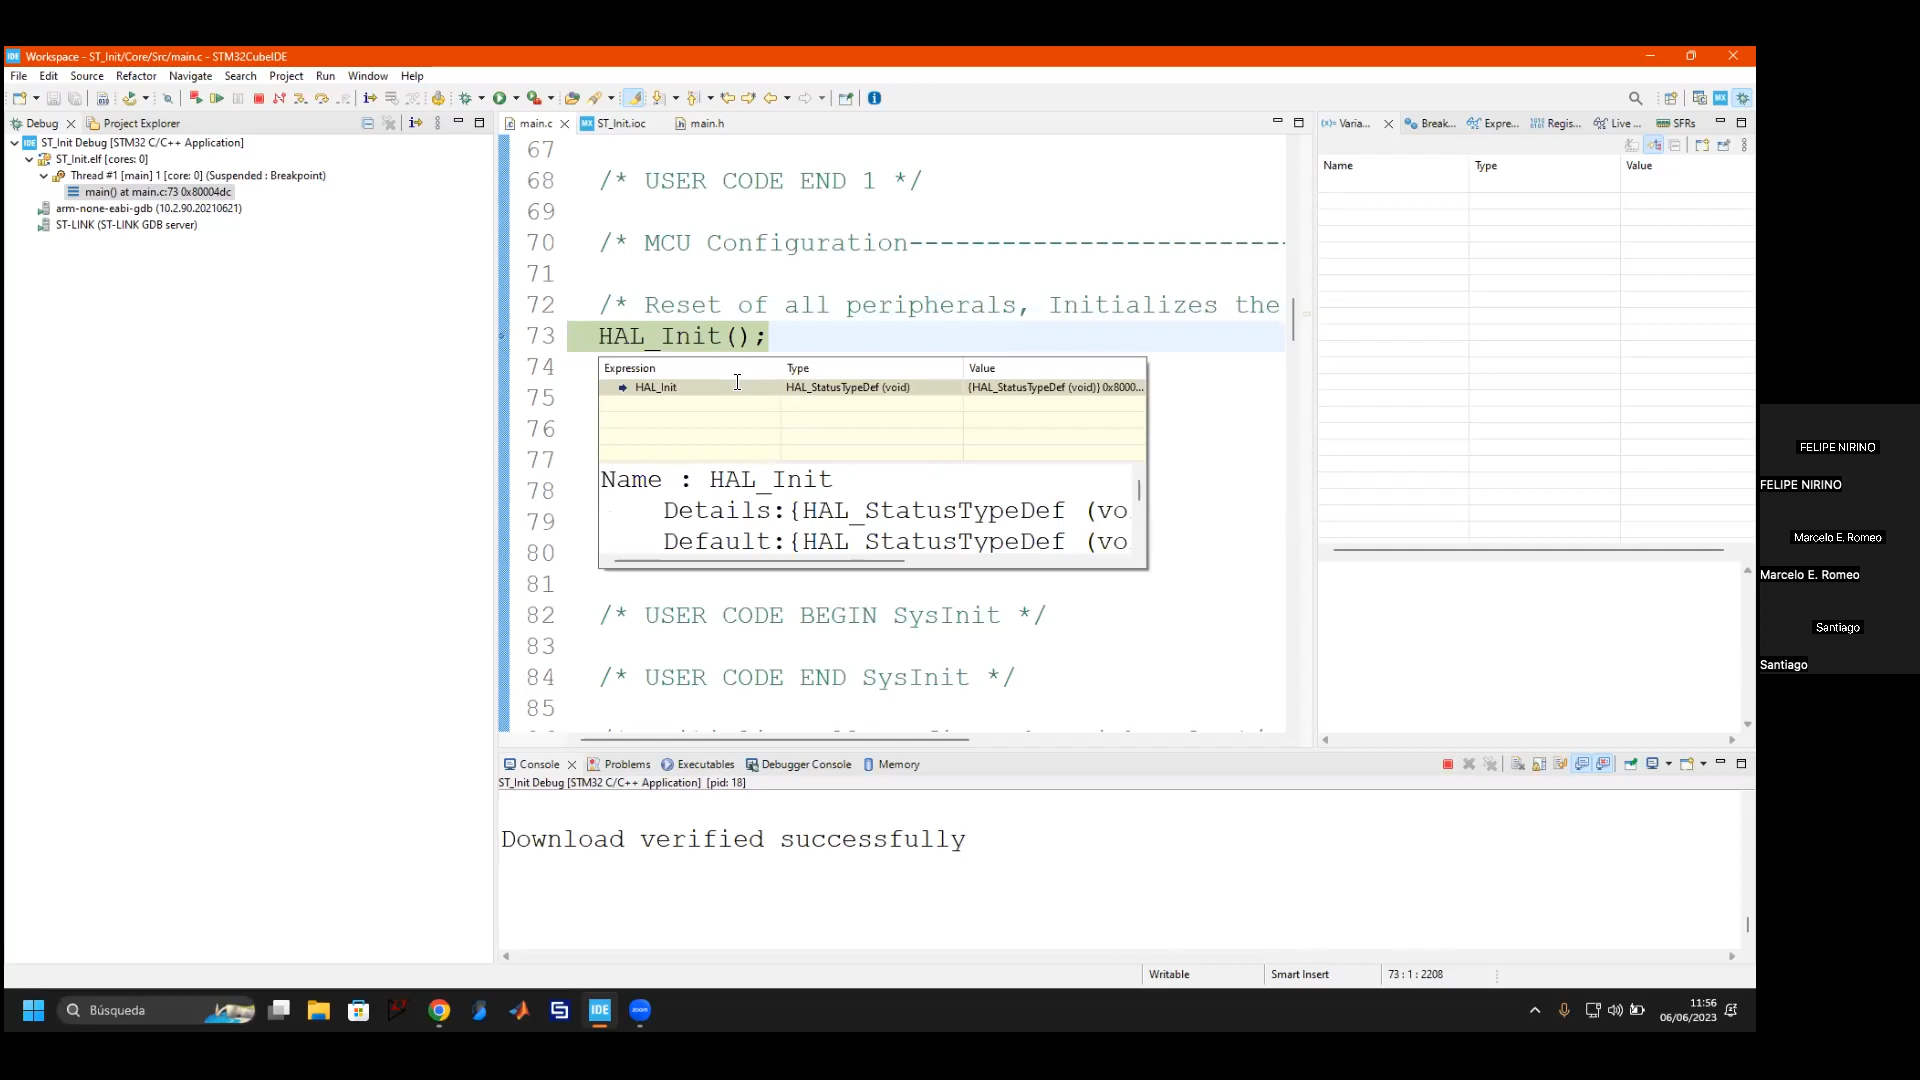 IDE Workspace - ST_Init/Core/Src/main.c - STM32CubeIDE
File Edit Source Refactor Navigate Search Project Run Window Help
Debug Project Explorer
IDE ST_Init Debug [STM32 C/C++ Application]
ST_Init.elf [cores: 0]
Thread #1 [main] 1 [core: 0] (Suspended : Breakpoint)
main() at main.c:73 0x80004dc
arm-none-eabi-gdb (10.2.90.20210621)
ST-LINK (ST-LINK GDB server)
main.c MX ST_Init.ioc main.h
67
68 /* USER CODE END 1 */
69
70 /* MCU Configuration-------------------------
71
72 /* Reset of all peripherals, Initializes the
73 HAL_Init();
74
75
76
77
78
79
80
81
82 /* USER CODE BEGIN SysInit */
83
84 /* USER CODE END SysInit */
85
Expression Type Value
HAL_Init HAL_StatusTypeDef (void) {HAL_StatusTypeDef (void)} 0x8000...
Name : HAL_Init
Details:{HAL_StatusTypeDef (vo
Default:{HAL_StatusTypeDef (vo
(x)= Varia... Break... Expre... Regis... Live ... SFRs
Name Type Value
Console Problems Executables Debugger Console Memory
ST_Init Debug [STM32 C/C++ Application] [pid: 18]
Download verified successfully
Writable Smart Insert 73 : 1 : 2208
Búsqueda
IDE
zoom
11:56
06/06/2023
FELIPE NIRINO
FELIPE NIRINO
Marcelo E. Romeo
Marcelo E. Romeo
Santiago
Santiago